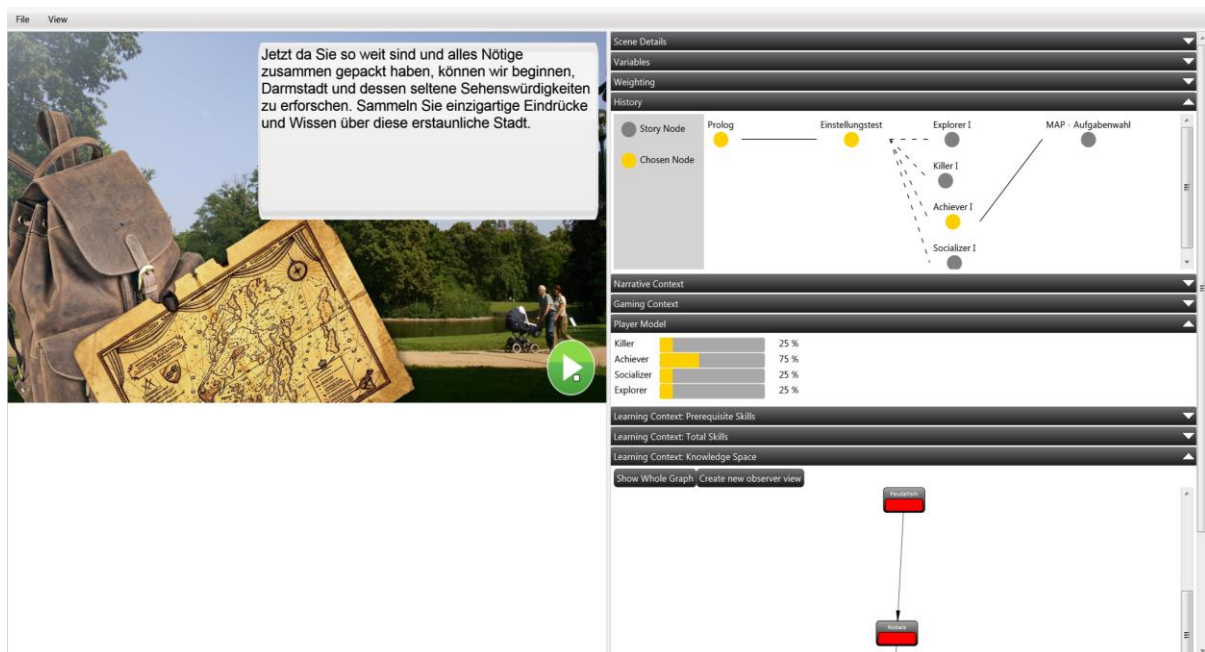 File View
Jetzt da Sie so weit sind und alles Nötige
zusammen gepackt haben, können wir beginnen,
Darmstadt und dessen seltene Sehenswürdigkeiten
zu erforschen. Sammeln Sie einzigartige Eindrücke
und Wissen über diese erstaunliche Stadt.
Scene Details
Variables
Weighting
History
Story Node
Chosen Node
Prolog
Einstellungstest
Explorer I
MAP - Aufgabenwahl
Killer I
Achiever I
Socializer I
Narrative Context
Gaming Context
Player Model
Killer 25 %
Achiever 75 %
Socializer 25 %
Explorer 25 %
Learning Context: Prerequisite Skills
Learning Context: Total Skills
Learning Context: Knowledge Space
Show Whole Graph Create new observer view